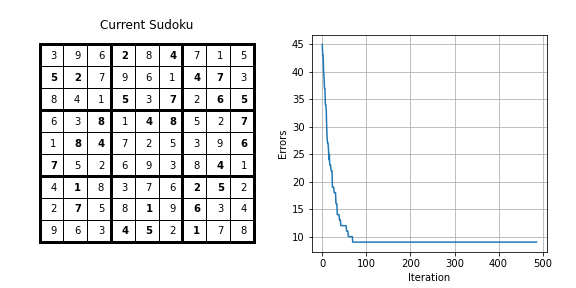 Current Sudoku
3 9 6 2 8 4 7 1 5
5 2 7 9 6 1 4 7 3
8 4 1 5 3 7 2 6 5
6 3 8 1 4 8 5 2 7
1 8 4 7 2 5 3 9 6
7 5 2 6 9 3 8 4 1
4 1 8 3 7 6 2 5 2
2 7 5 8 1 9 6 3 4
9 6 3 4 5 2 1 7 8
45
40
35
30
25
20
15
10
Errors
0 100 200 300 400 500
Iteration